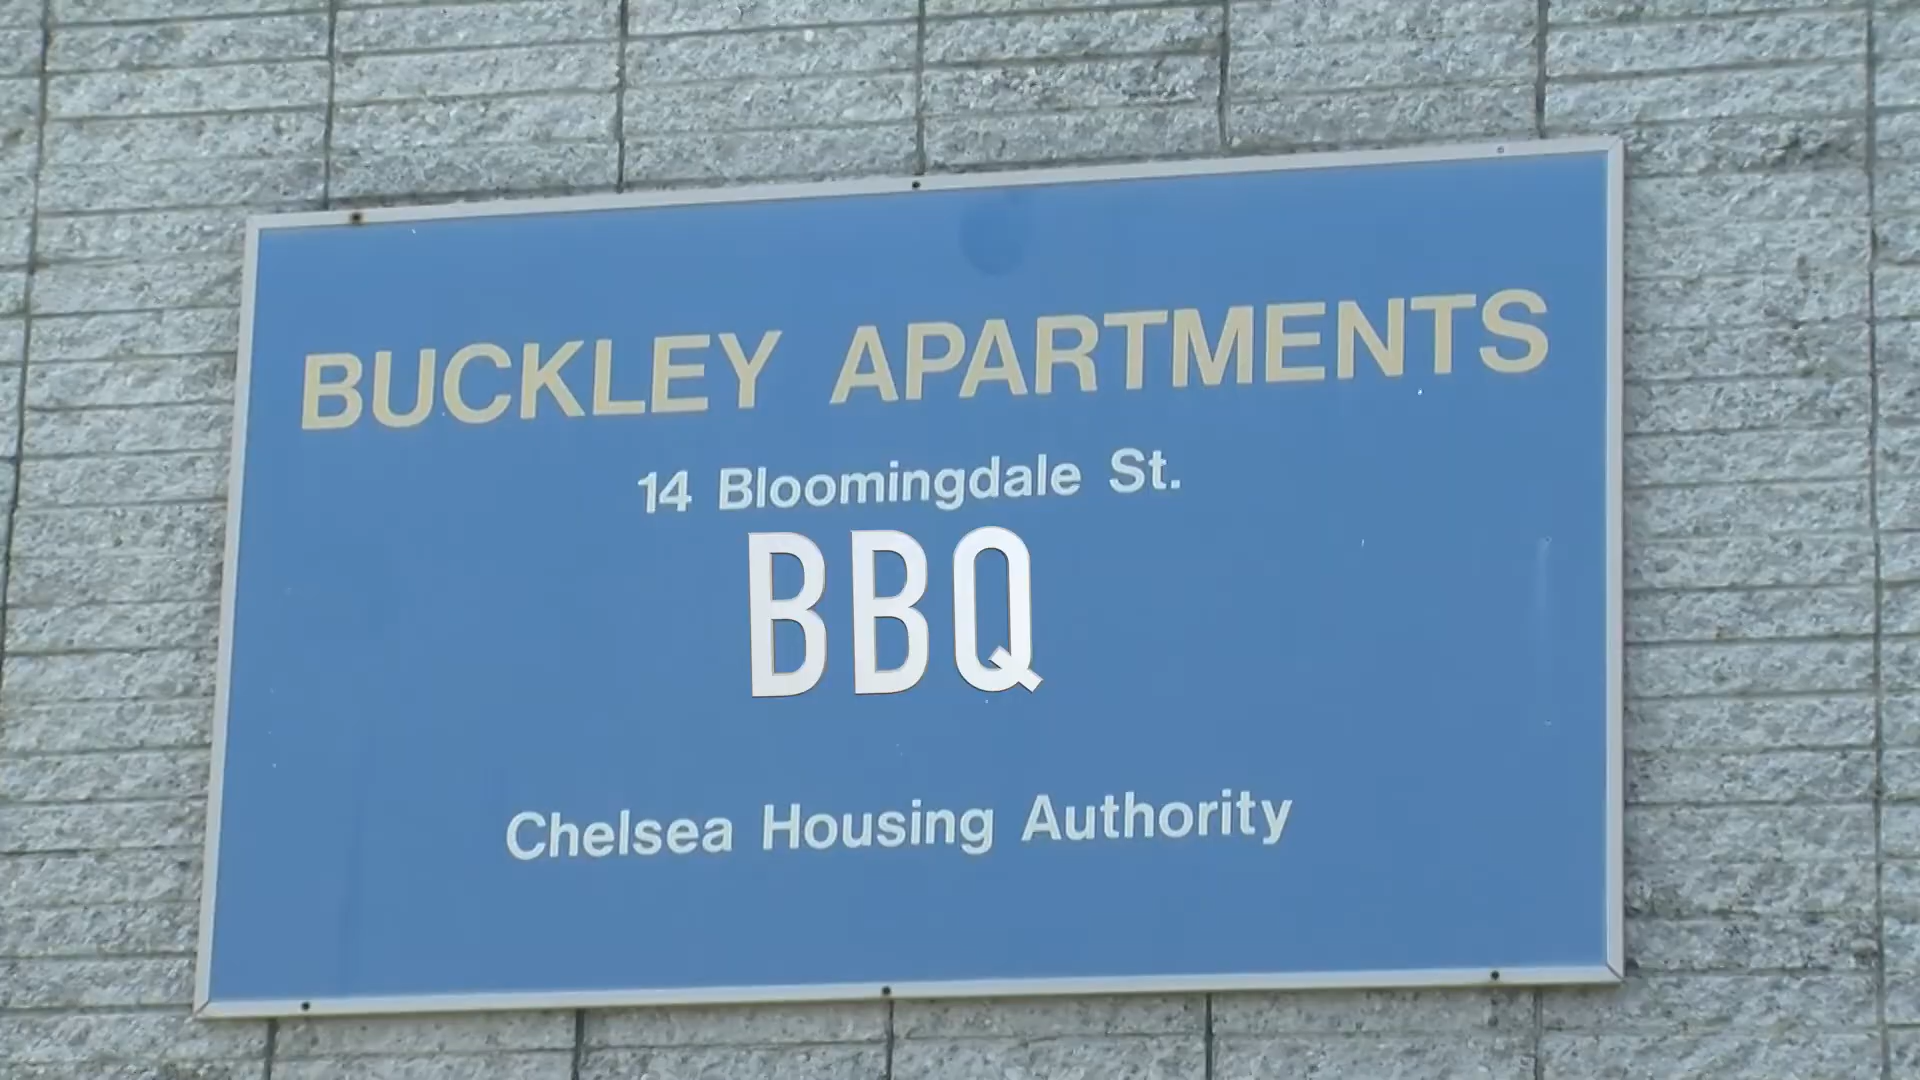 BUCKLEY APARTMENTS
14 Bloomingdale St.
BBQ
Chelsea Housing Authority